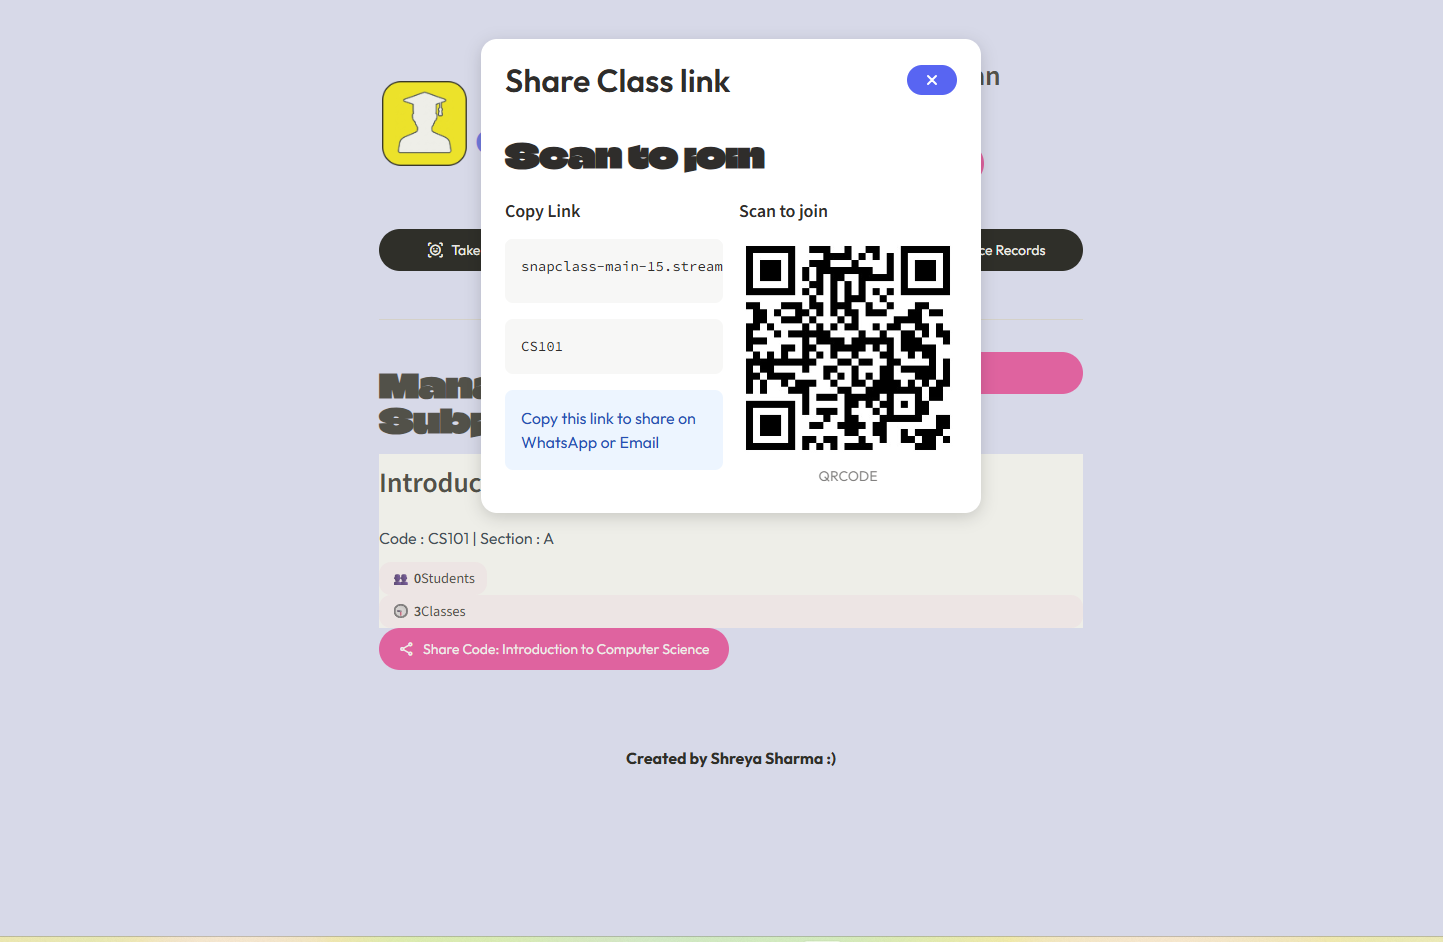 Share Class link
nn
Scan to join
Copy Link
Scan to join
snapclass-main-15.stream
Take
ce Records
CS101
Mana
Subj
Copy this link to share on
WhatsApp or Email
QRCODE
Introduc
Code : CS101 | Section : A
0Students
3Classes
Share Code: Introduction to Computer Science
Created by Shreya Sharma :)